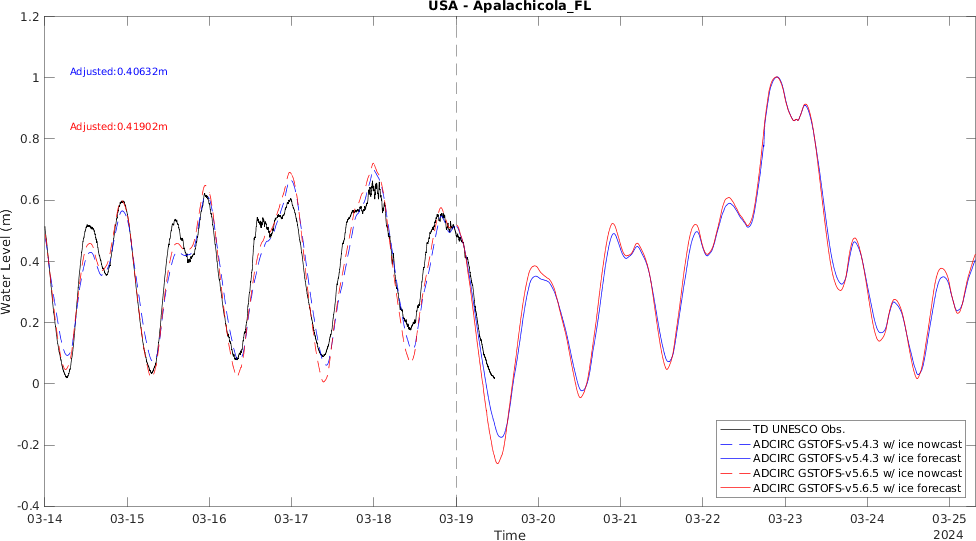 USA - Apalachicola_FL
1.2
1
0.8
0.6
0.4
0.2
0
-0.2
-0.4
Water Level (m)
Adjusted:0.40632m
Adjusted:0.41902m
TD UNESCO Obs.
ADCIRC GSTOFS-v5.4.3 w/ ice nowcast
ADCIRC GSTOFS-v5.4.3 w/ ice forecast
ADCIRC GSTOFS-v5.6.5 w/ ice nowcast
ADCIRC GSTOFS-v5.6.5 w/ ice forecast
03-14 03-15 03-16 03-17 03-18 03-19 03-20 03-21 03-22 03-23 03-24 03-25
2024
Time